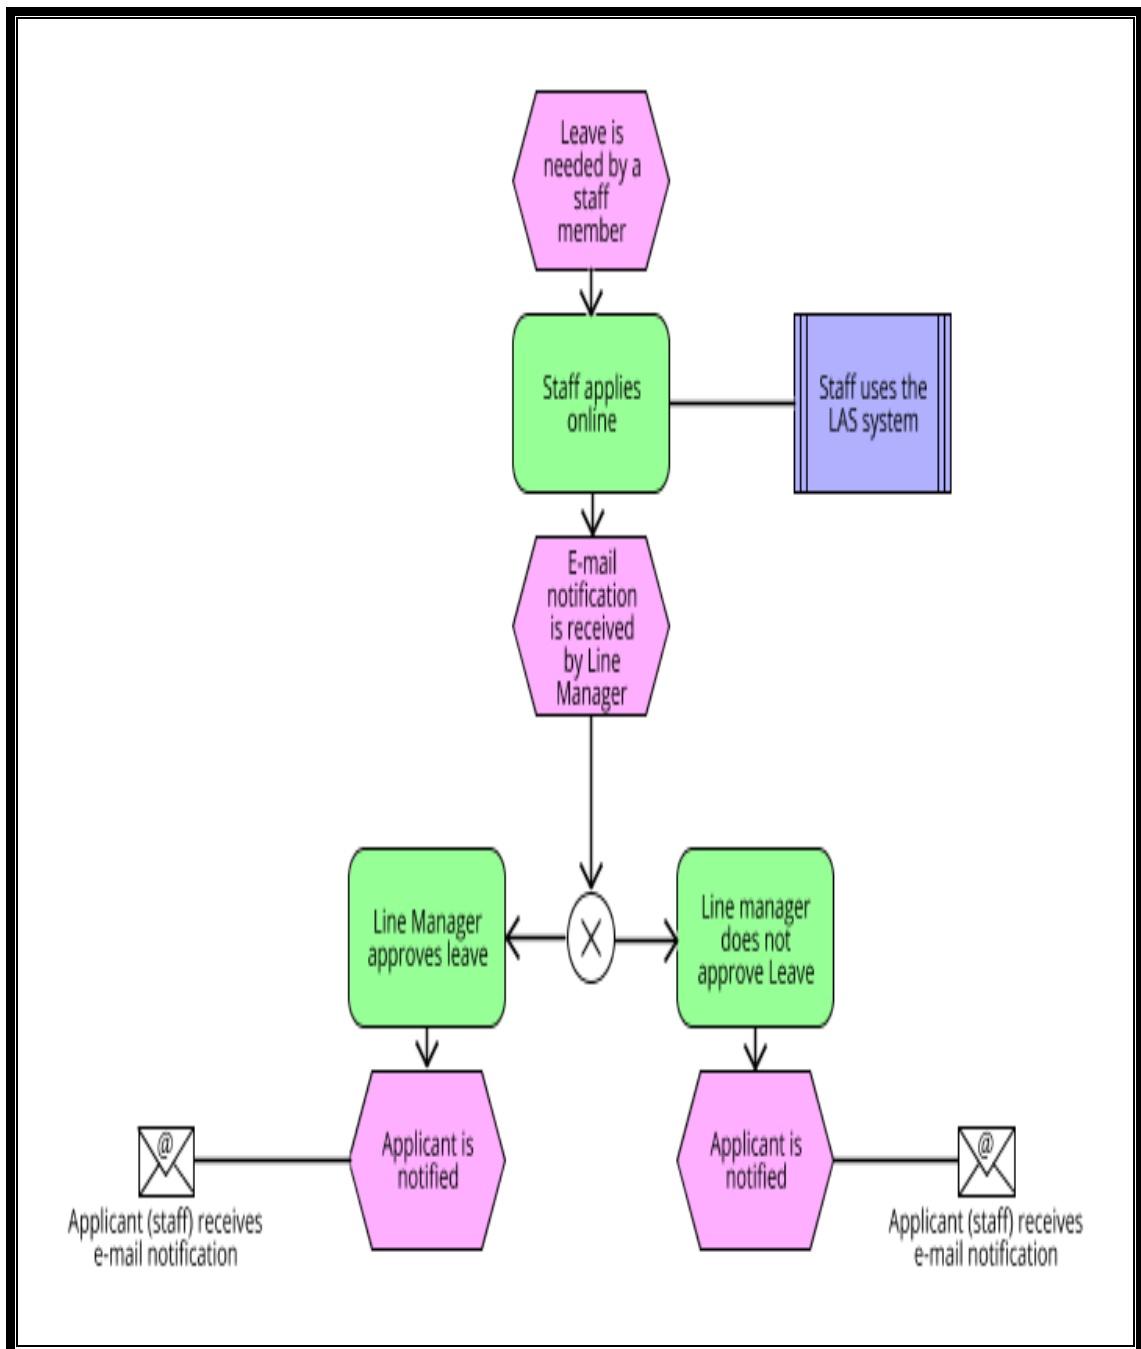 Leave is
needed by a
staff
member
Staff applies
online
Staff uses the
LAS system
E-mail
notification
is received
by Line
Manager
Line Manager
approves leave
X
Line manager
does not
approve Leave
Applicant is
notified
Applicant is
notified
@
Applicant (staff) receives
e-mail notification
@
Applicant (staff) receives
e-mail notification